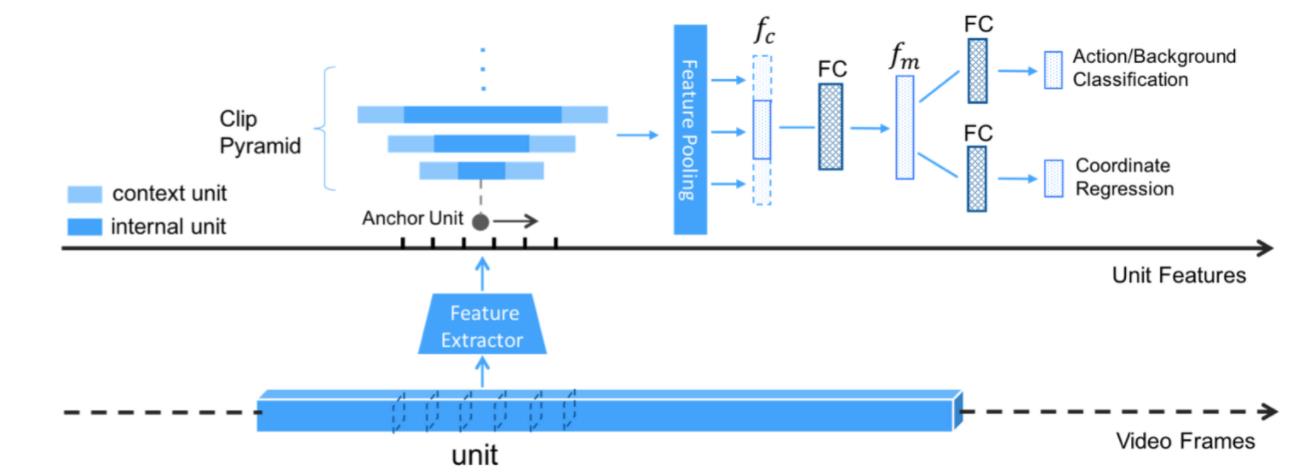 Clip
Pyramid
context unit
internal unit
Anchor Unit
Feature Pooling
f_c
FC
f_m
FC
Action/Background
Classification
FC
Coordinate
Regression
Unit Features
Feature
Extractor
unit
Video Frames